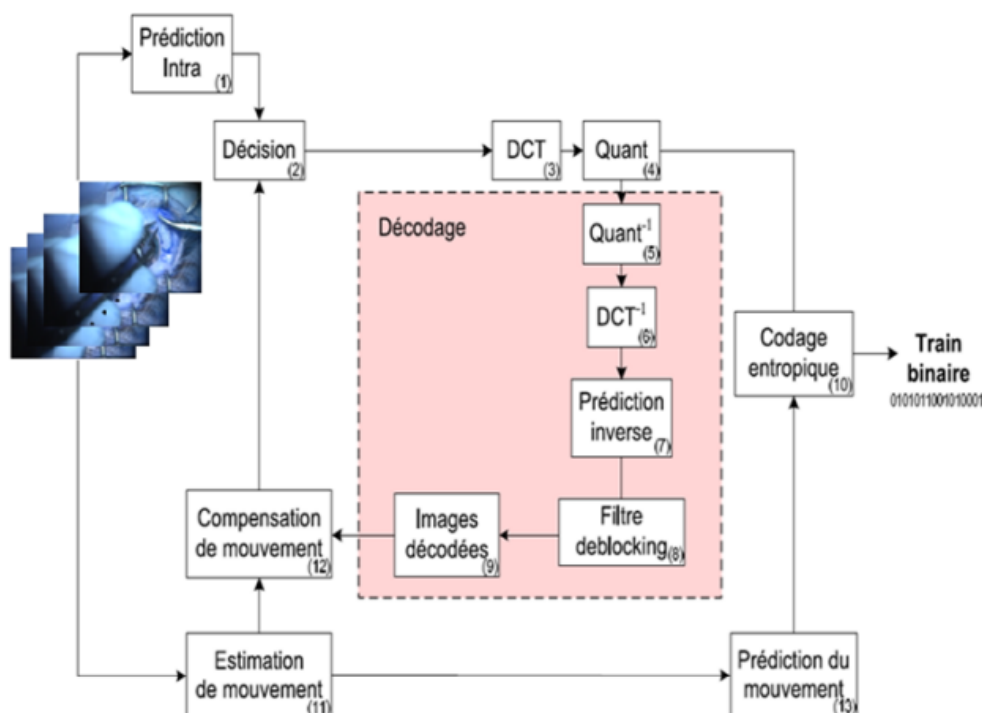 Prédiction
Intra
(1)
Décision
(2)
DCT
(3)
Quant
(4)
Décodage
Quant-1
(5)
DCT-1
(6)
Prédiction
inverse
(7)
Filtre
deblocking
(8)
Images
décodées
(9)
Codage
entropique
(10)
Train
binaire
0101011001010001
Compensation
de mouvement
(12)
Estimation
de mouvement
(11)
Prédiction du
mouvement
(13)